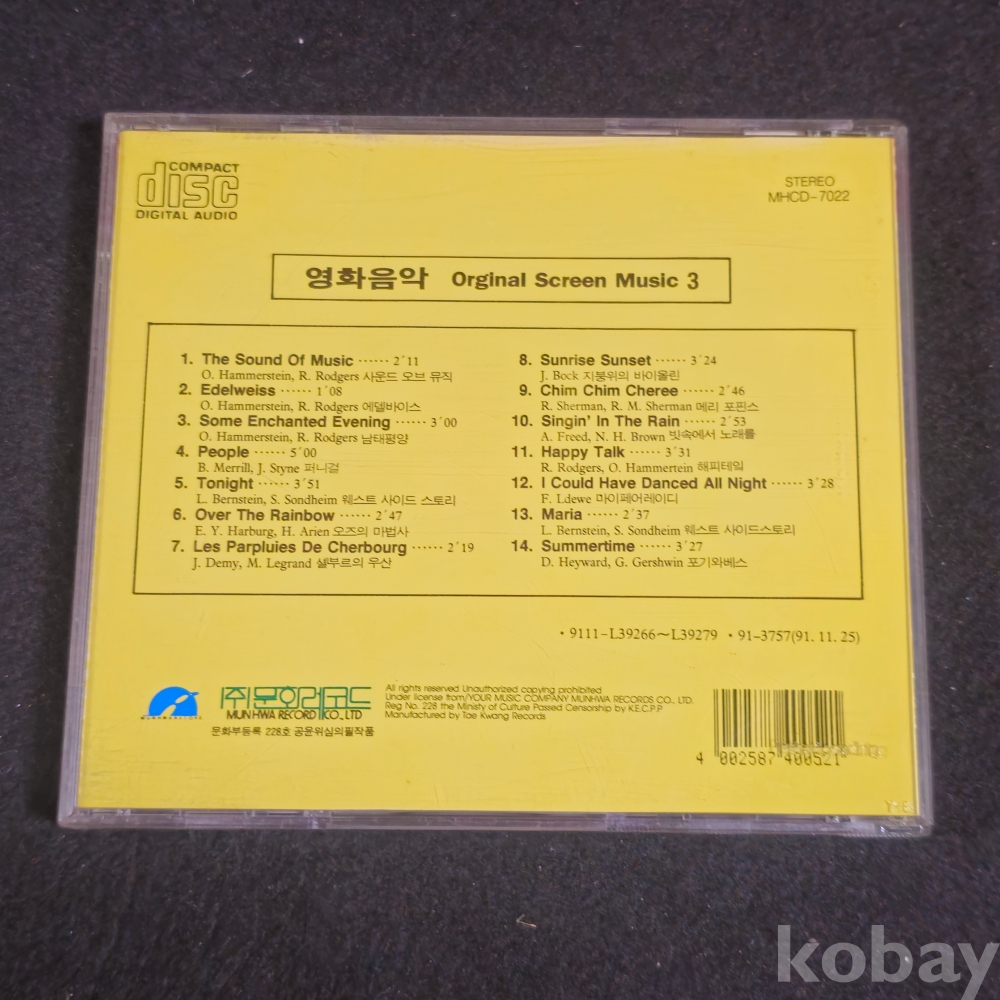 COMPACT
disc
DIGITAL AUDIO
STEREO
MHCD-7022
영화음악 Orginal Screen Music 3
1. The Sound Of Music ······ 2´11
O. Hammerstein, R. Rodgers 사운드 오브 뮤직
2. Edelweiss ······ 1´08
O. Hammerstein, R. Rodgers 에델바이스
3. Some Enchanted Evening ······ 3´00
O. Hammerstein, R. Rodgers 남태평양
4. People ······ 5´00
B. Merrill, J. Styne 퍼니걸
5. Tonight ······ 3´51
L. Bernstein, S. Sondheim 웨스트 사이드 스토리
6. Over The Rainbow ······ 2´47
E. Y. Harburg, H. Arien 오즈의 마법사
7. Les Parpluies De Cherbourg ······ 2´19
J. Demy, M. Legrand 쉘부르의 우산
8. Sunrise Sunset ······ 3´24
J. Bock 지붕위의 바이올린
9. Chim Chim Cheree ······ 2´46
R. Sherman, R. M. Sherman 메리 포핀스
10. Singin' In The Rain ······ 2´53
A. Freed, N. H. Brown 빗속에서 노래를
11. Happy Talk ······ 3´31
R. Rodgers, O. Hammertein 해피테일
12. I Could Have Danced All Night ······ 3´28
F. Ldewe 마이페어레이디
13. Maria ······ 2´37
L. Bernstein, S. Sondheim 웨스트 사이드스토리
14. Summertime ······ 3´27
D. Heyward, G. Gershwin 포기와베스
· 9111-L39266~L39279 · 91-3757(91. 11. 25)
(주)문화레코드
MUNHWA RECORD CO., LTD
문화부등록 228호 공윤위심의필작품
All rights reserved Unauthorized copying prohibited
Under license from/YOUR MUSIC COMPANY MUNHWA RECORDS CO., LTD.
Reg No. 228 the Ministy of Culture Passed Censorship by K.E.C.P.P
Manufactured by Tae Kwang Records
4 002587 400521
kobay